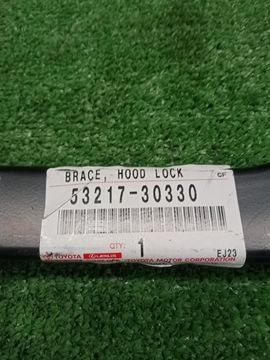 BRACE, HOOD LOCK
CF
53217-30330
QTY: 1
EJ23
TOYOTA LEXUS TOYOTA MOTOR CORPORATION